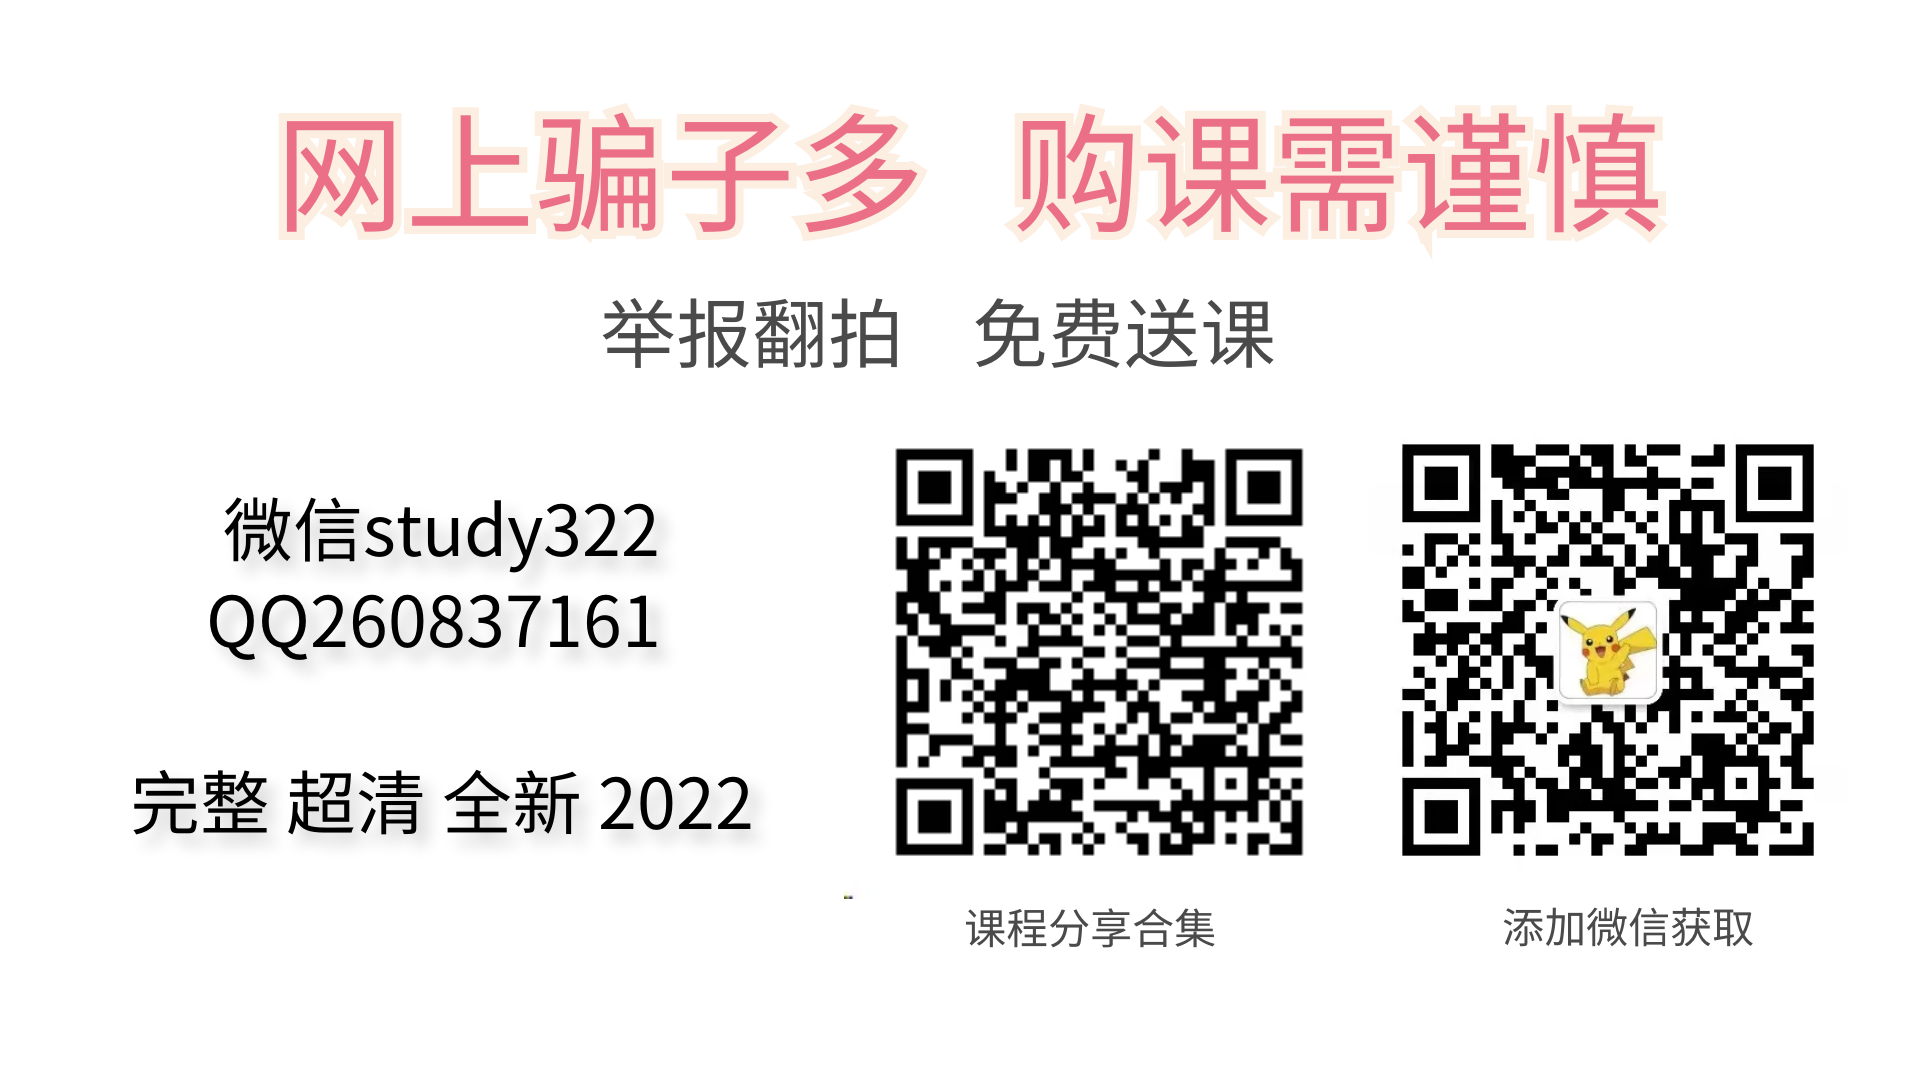 网上骗子多 购课需谨慎
举报翻拍 免费送课
微信study322
QQ260837161
完整 超清 全新 2022
课程分享合集
添加微信获取